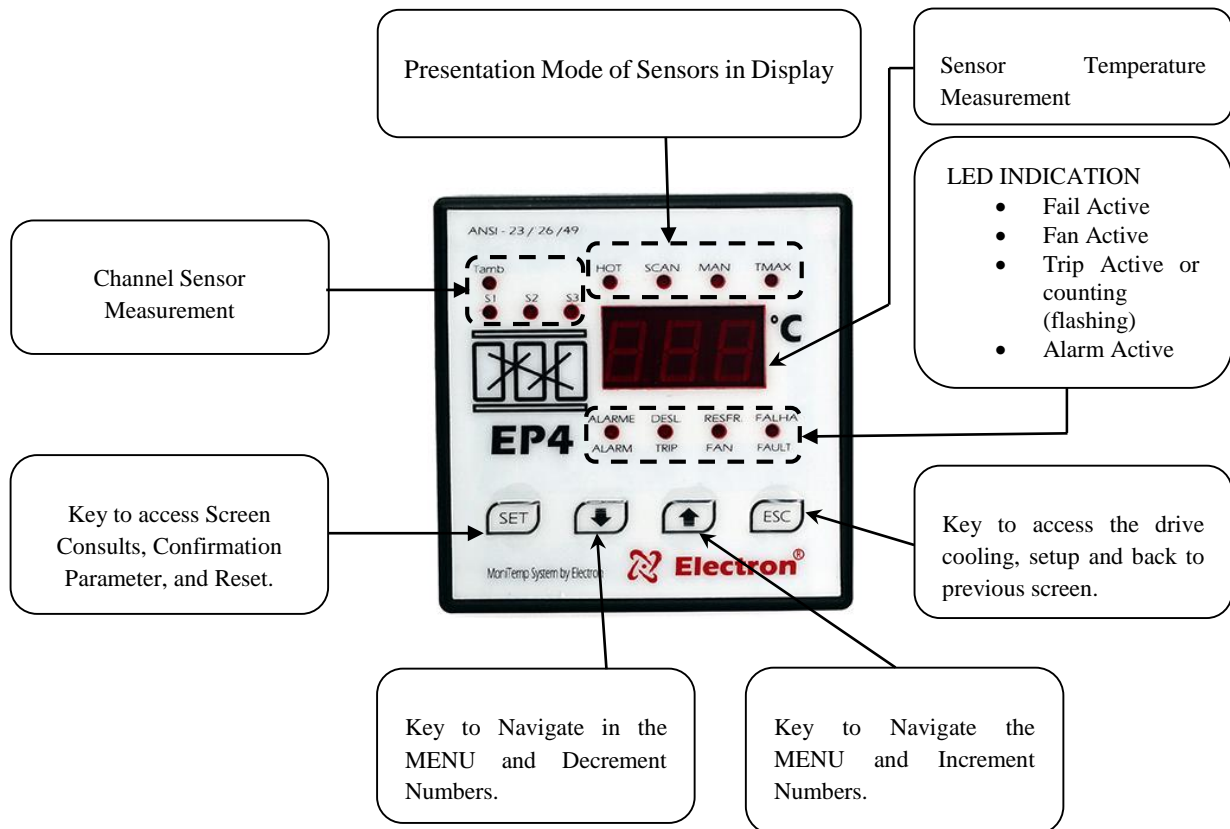 Presentation Mode of Sensors in Display
Sensor Temperature
Measurement
LED INDICATION
• Fail Active
• Fan Active
• Trip Active or
counting
(flashing)
• Alarm Active
Channel Sensor
Measurement
ANSI - 23 / 26 /49
Tamb.
S1 S2 S3
HOT SCAN MAN TMAX
°C
EP4
ALARME DESL. RESFR. FALHA
ALARM TRIP FAN FAULT
SET ESC
MoniTemp System by Electron
Electron®
Key to access Screen
Consults, Confirmation
Parameter, and Reset.
Key to access the drive
cooling, setup and back to
previous screen.
Key to Navigate in the
MENU and Decrement
Numbers.
Key to Navigate the
MENU and Increment
Numbers.